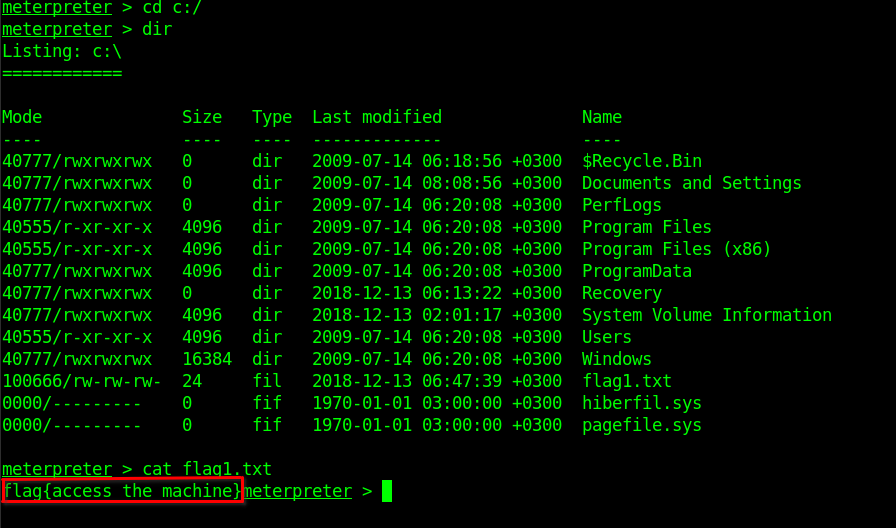 meterpreter > cd c:/
meterpreter > dir
Listing: c:\
============
Mode              Size   Type  Last modified              Name
----              ----   ----  -------------              ----
40777/rwxrwxrwx   0      dir   2009-07-14 06:18:56 +0300  $Recycle.Bin
40777/rwxrwxrwx   0      dir   2009-07-14 08:08:56 +0300  Documents and Settings
40777/rwxrwxrwx   0      dir   2009-07-14 06:20:08 +0300  PerfLogs
40555/r-xr-xr-x   4096   dir   2009-07-14 06:20:08 +0300  Program Files
40555/r-xr-xr-x   4096   dir   2009-07-14 06:20:08 +0300  Program Files (x86)
40777/rwxrwxrwx   4096   dir   2009-07-14 06:20:08 +0300  ProgramData
40777/rwxrwxrwx   0      dir   2018-12-13 06:13:22 +0300  Recovery
40777/rwxrwxrwx   4096   dir   2018-12-13 02:01:17 +0300  System Volume Information
40555/r-xr-xr-x   4096   dir   2009-07-14 06:20:08 +0300  Users
40777/rwxrwxrwx   16384  dir   2009-07-14 06:20:08 +0300  Windows
100666/rw-rw-rw-  24     fil   2018-12-13 06:47:39 +0300  flag1.txt
0000/---------    0      fif   1970-01-01 03:00:00 +0300  hiberfil.sys
0000/---------    0      fif   1970-01-01 03:00:00 +0300  pagefile.sys
meterpreter > cat flag1.txt
flag{access the machine}meterpreter >